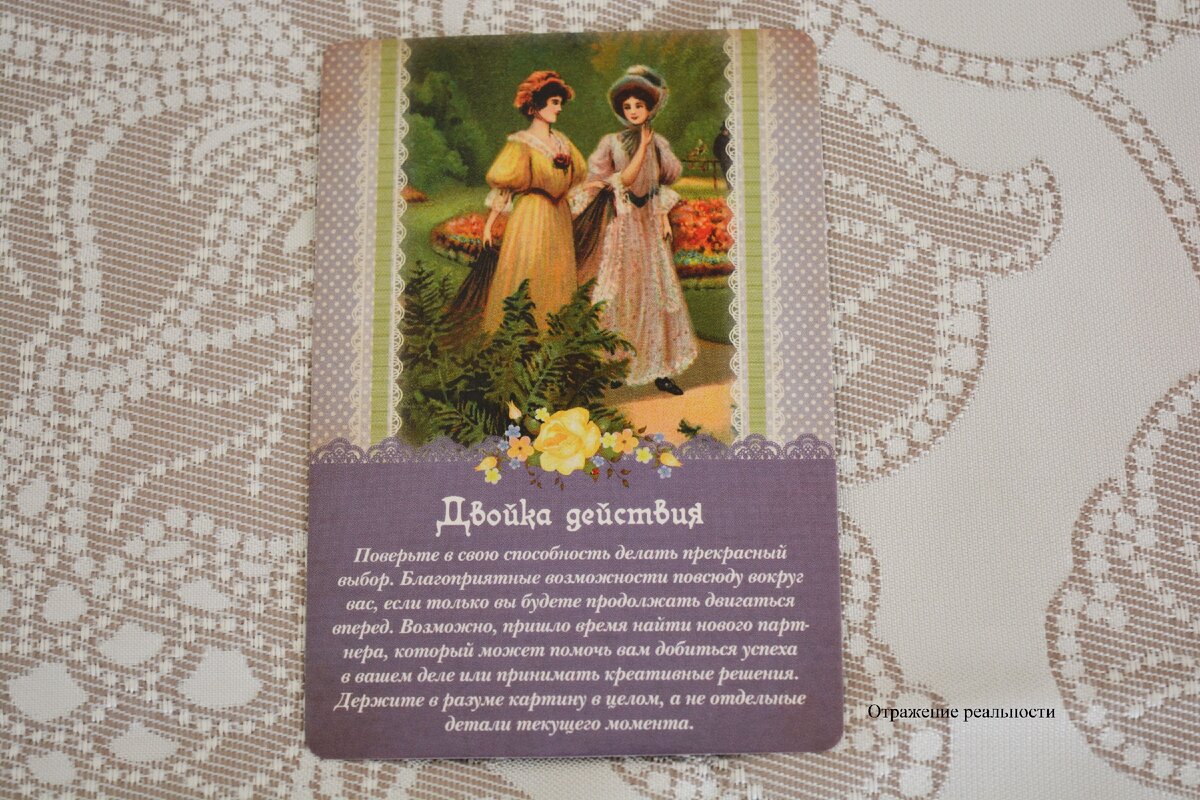 Двойка действия
Поверьте в свою способность делать прекрасный
выбор. Благоприятные возможности повсюду вокруг
вас, если только вы будете продолжать двигаться
вперед. Возможно, пришло время найти нового парт-
нера, который может помочь вам добиться успеха
в вашем деле или принимать креативные решения.
Держите в разуме картину в целом, а не отдельные
детали текущего момента.
Отражение реальности